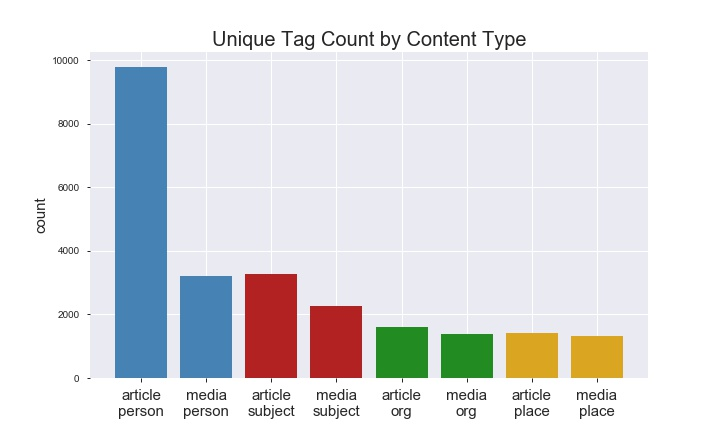 Unique Tag Count by Content Type
10000
8000
6000
4000
2000
0
count
article media article media article media article media
person person subject subject org org place place